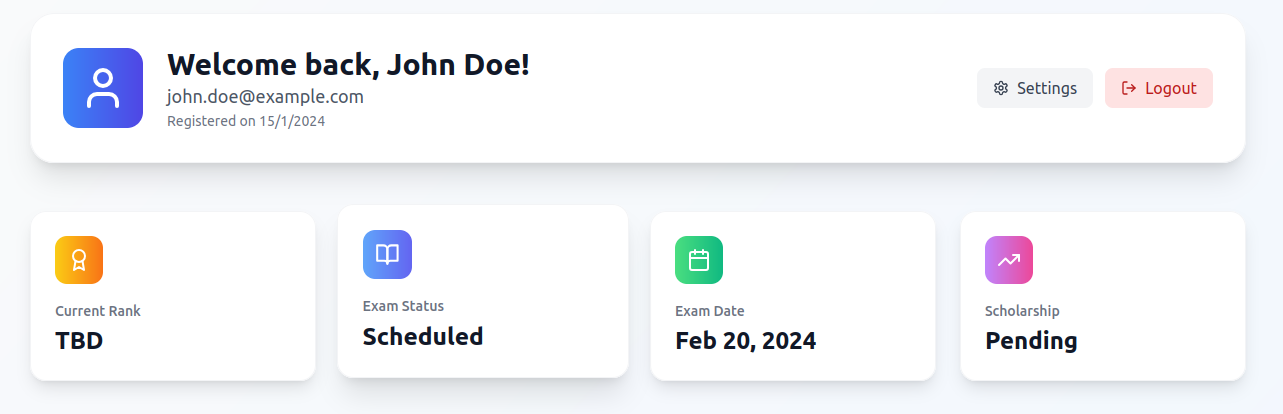 Welcome back, John Doe!
john.doe@example.com
Registered on 15/1/2024
Settings
Logout
Current Rank
TBD
Exam Status
Scheduled
Exam Date
Feb 20, 2024
Scholarship
Pending